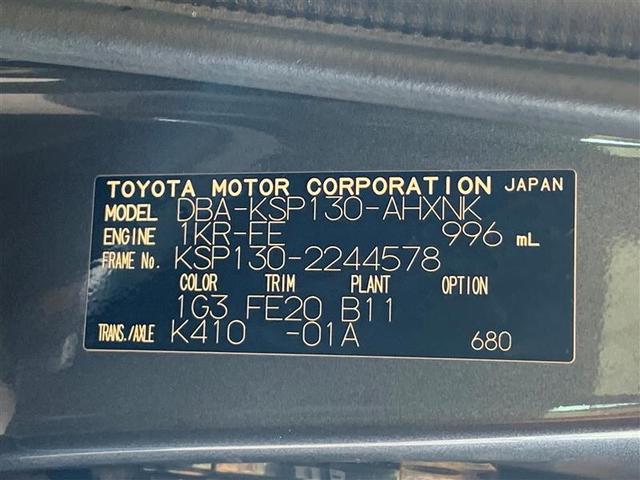 TOYOTA MOTOR CORPORATION JAPAN
MODEL DBA-KSP130-AHXNK
ENGINE 1KR-FE 996 mL
FRAME No. KSP130-2244578
COLOR TRIM PLANT OPTION
1G3 FE20 B11
TRANS./AXLE K410 -01A 680